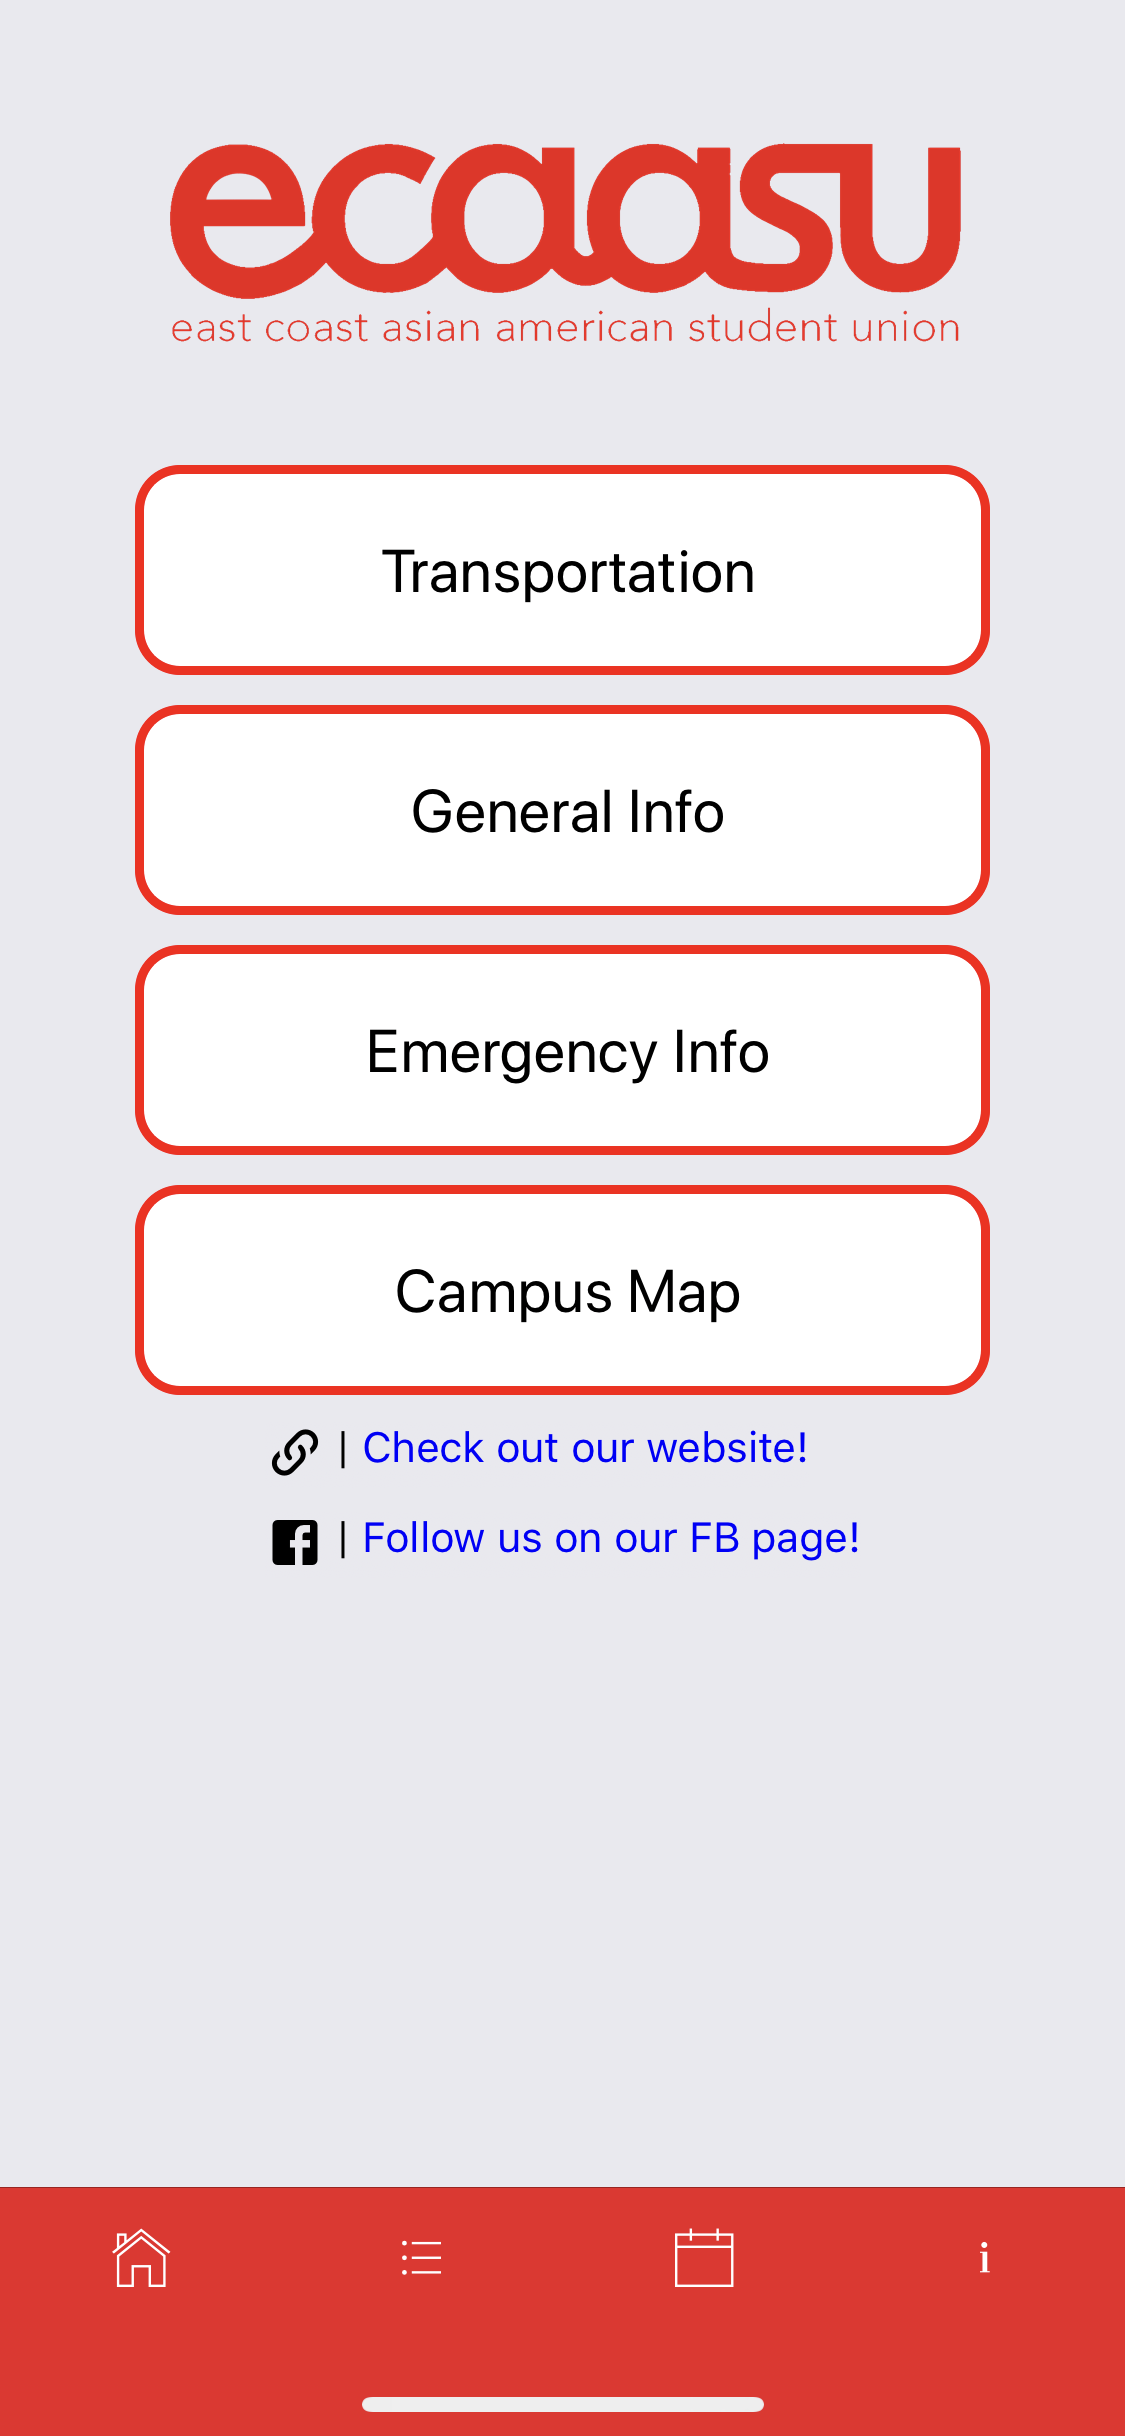 ecaasu
east coast asian american student union
Transportation
General Info
Emergency Info
Campus Map
| Check out our website!
| Follow us on our FB page!
i